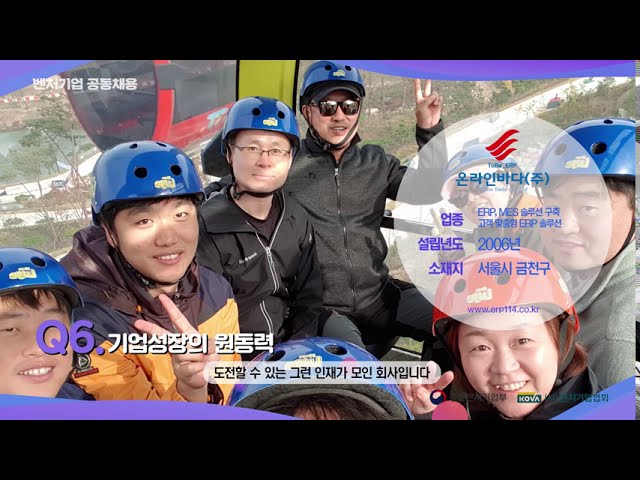 벤처기업 공동채용
ToBe_ERP
온라인바다(주)
업종 ERP, MES 솔루션 구축
고객 맞춤형 ERP 솔루션
설립년도 2006년
소재지 서울시 금천구
www.erp114.co.kr
Q6. 기업성장의 원동력
도전할 수 있는 그런 인재가 모인 회사입니다
KOVA